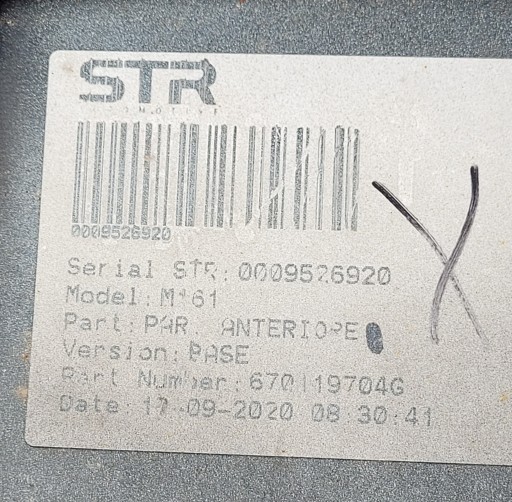 STR
0009526920
Serial STR: 0009526920
Model: M161
Part: PAR. ANTERIORE
Version: BASE
Part Number: 670119704G
Date: 17-09-2020 08:30:41